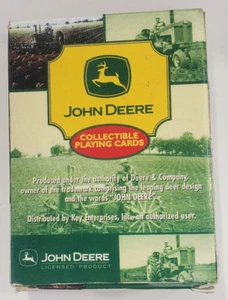 JOHN DEERE
COLLECTIBLE
PLAYING CARDS
Produced under the authority of Deere & Company,
owner of the trademark comprising the leaping deer design
and the words "JOHN DEERE"
Distributed by Key Enterprises, Inc., an authorized user.
JOHN DEERE
LICENSED PRODUCT